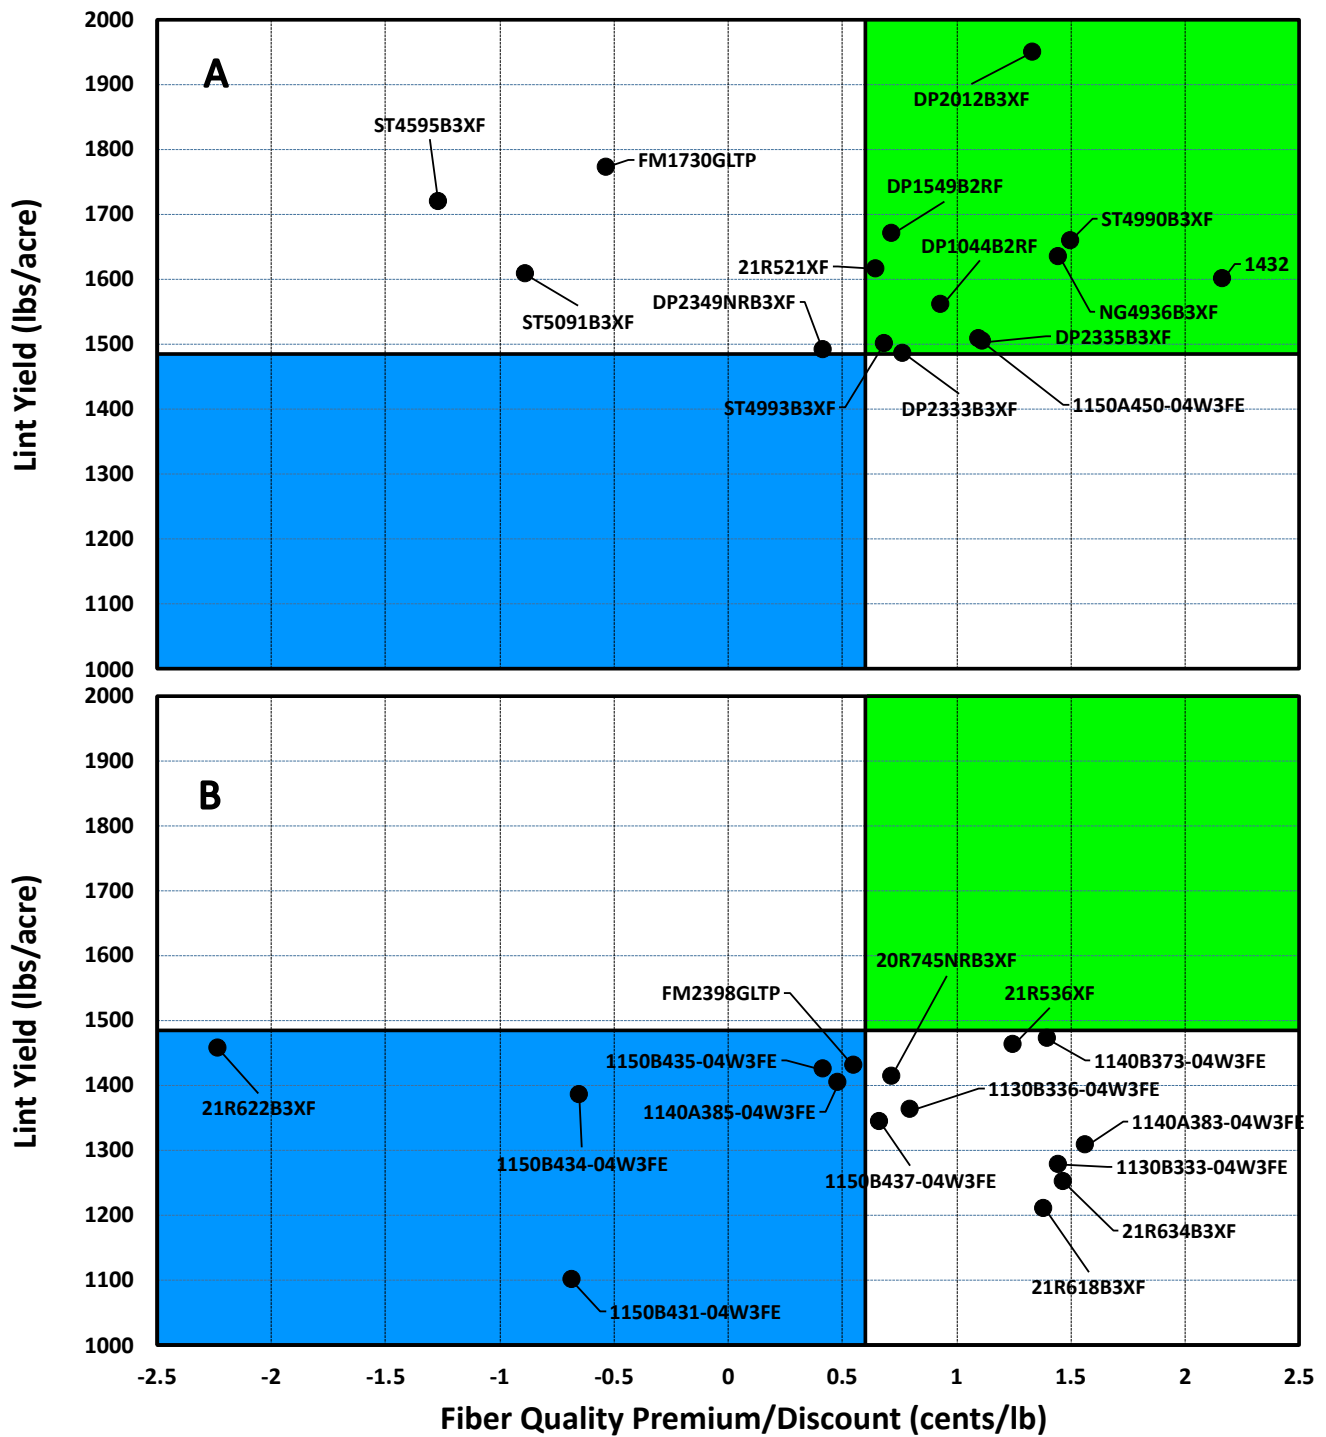 2000
A
1900
DP2012B3XF
ST4595B3XF
1800
FM1730GLTP
DP1549B2RF
1700
ST4990B3XF
DP1044B2RF
21R521XF
1432
1600
DP2349NRB3XF
NG4936B3XF
ST5091B3XF
DP2335B3XF
1500
ST4993B3XF
DP2333B3XF
1150A450-04W3FE
1400
1300
1200
1100
1000
Lint Yield (lbs/acre)
2000
1900
B
1800
1700
1600
20R745NRB3XF
FM2398GLTP
21R536XF
1500
1150B435-04W3FE
1140B373-04W3FE
1400
1130B336-04W3FE
21R622B3XF
1140A385-04W3FE
1140A383-04W3FE
1300
1150B434-04W3FE
1130B333-04W3FE
1150B437-04W3FE
1200
21R634B3XF
21R618B3XF
1100
1150B431-04W3FE
1000
Lint Yield (lbs/acre)
-2.5 -2 -1.5 -1 -0.5 0 0.5 1 1.5 2 2.5
Fiber Quality Premium/Discount (cents/lb)